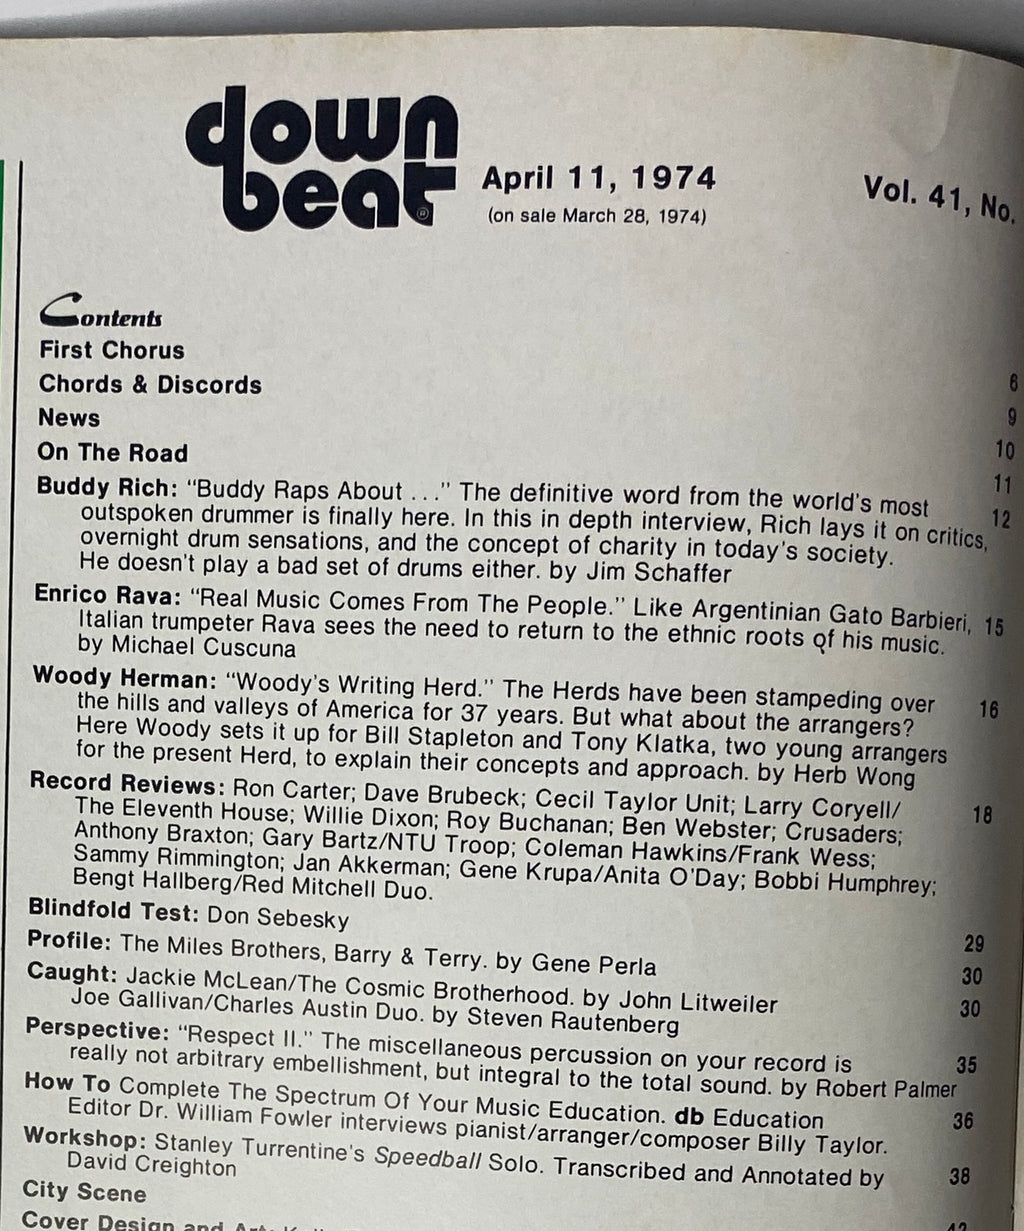 down
beat®
April 11, 1974
(on sale March 28, 1974)
Vol. 41, No.
Contents
First Chorus 6
Chords & Discords 9
News 10
On The Road 11
Buddy Rich: “Buddy Raps About . . .” The definitive word from the world's most 12
outspoken drummer is finally here. In this in depth interview, Rich lays it on critics,
overnight drum sensations, and the concept of charity in today's society.
He doesn't play a bad set of drums either. by Jim Schaffer
Enrico Rava: “Real Music Comes From The People.” Like Argentinian Gato Barbieri, 15
Italian trumpeter Rava sees the need to return to the ethnic roots of his music.
by Michael Cuscuna
Woody Herman: “Woody's Writing Herd.” The Herds have been stampeding over 16
the hills and valleys of America for 37 years. But what about the arrangers?
Here Woody sets it up for Bill Stapleton and Tony Klatka, two young arrangers
for the present Herd, to explain their concepts and approach. by Herb Wong
Record Reviews: Ron Carter; Dave Brubeck; Cecil Taylor Unit; Larry Coryell/ 18
The Eleventh House; Willie Dixon; Roy Buchanan; Ben Webster; Crusaders;
Anthony Braxton; Gary Bartz/NTU Troop; Coleman Hawkins/Frank Wess;
Sammy Rimmington; Jan Akkerman; Gene Krupa/Anita O'Day; Bobbi Humphrey;
Bengt Hallberg/Red Mitchell Duo.
Blindfold Test: Don Sebesky 29
Profile: The Miles Brothers, Barry & Terry. by Gene Perla 30
Caught: Jackie McLean/The Cosmic Brotherhood. by John Litweiler 30
Joe Gallivan/Charles Austin Duo. by Steven Rautenberg
Perspective: “Respect II.” The miscellaneous percussion on your record is 35
really not arbitrary embellishment, but integral to the total sound. by Robert Palmer
How To Complete The Spectrum Of Your Music Education. db Education 36
Editor Dr. William Fowler interviews pianist/arranger/composer Billy Taylor.
Workshop: Stanley Turrentine's Speedball Solo. Transcribed and Annotated by 38
David Creighton
City Scene 42
Cover Design and Art: